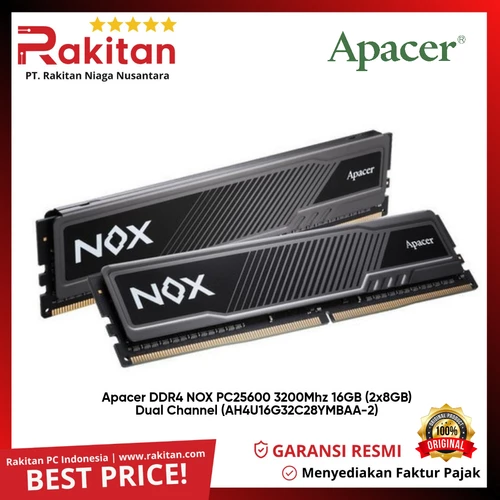 Rakitan
PT. Rakitan Niaga Nusantara
Apacer®
NOX
Apacer
NOX
Apacer
Apacer DDR4 NOX PC25600 3200Mhz 16GB (2x8GB)
Dual Channel (AH4U16G32C28YMBAA-2)
GARANSI RESMI
100%
ORIGINAL
Rakitan PC Indonesia | www.rakitan.com
BEST PRICE!
Menyediakan Faktur Pajak